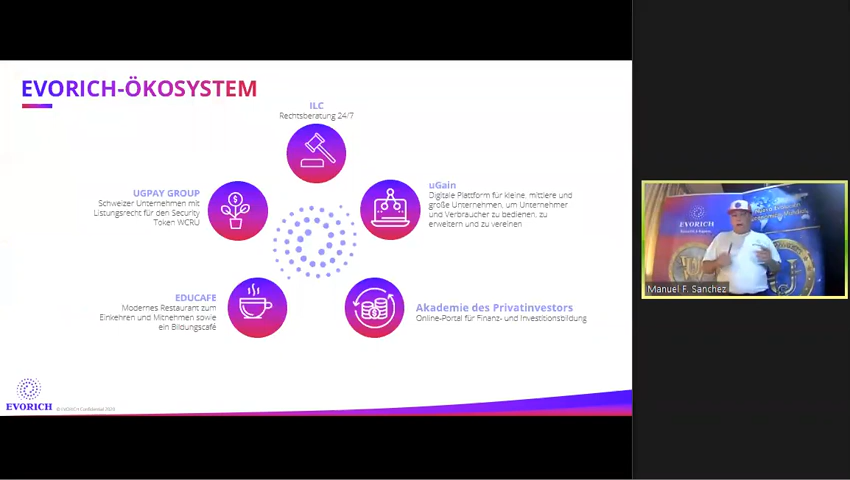 EVORICH-ÖKOSYSTEM
ILC
Rechtsberatung 24/7
UGPAY GROUP
Schweizer Unternehmen mit
Listungsrecht für den Security
Token WCRU
uGain
Digitale Plattform für kleine, mittlere und
große Unternehmen, um Unternehmer
und Verbraucher zu bedienen, zu
erweitern und zu vereinen
EDUCAFE
Modernes Restaurant zum
Einkehren und Mitnehmen sowie
ein Bildungscafé
Akademie des Privatinvestors
Online-Portal für Finanz- und Investitionsbildung
EVORICH
© EVORICH Confidential 2020
EVORICH
Manuel F. Sanchez